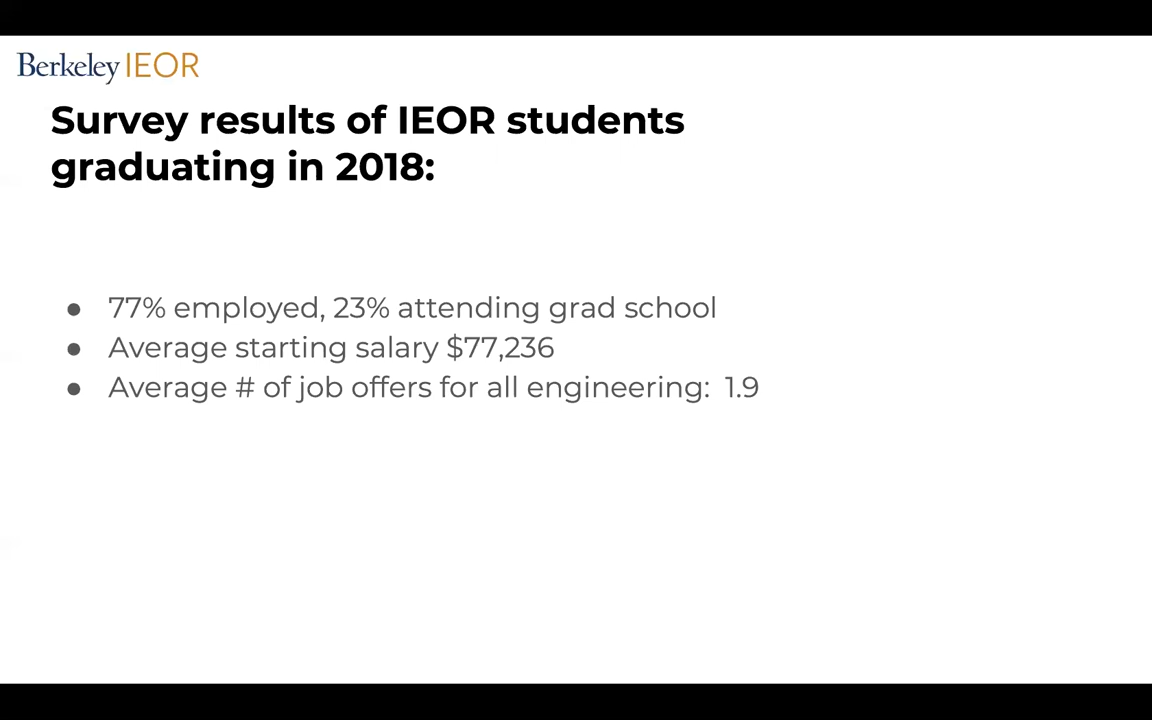 Berkeley IEOR
Survey results of IEOR students
graduating in 2018:
● 77% employed, 23% attending grad school
● Average starting salary $77,236
● Average # of job offers for all engineering: 1.9